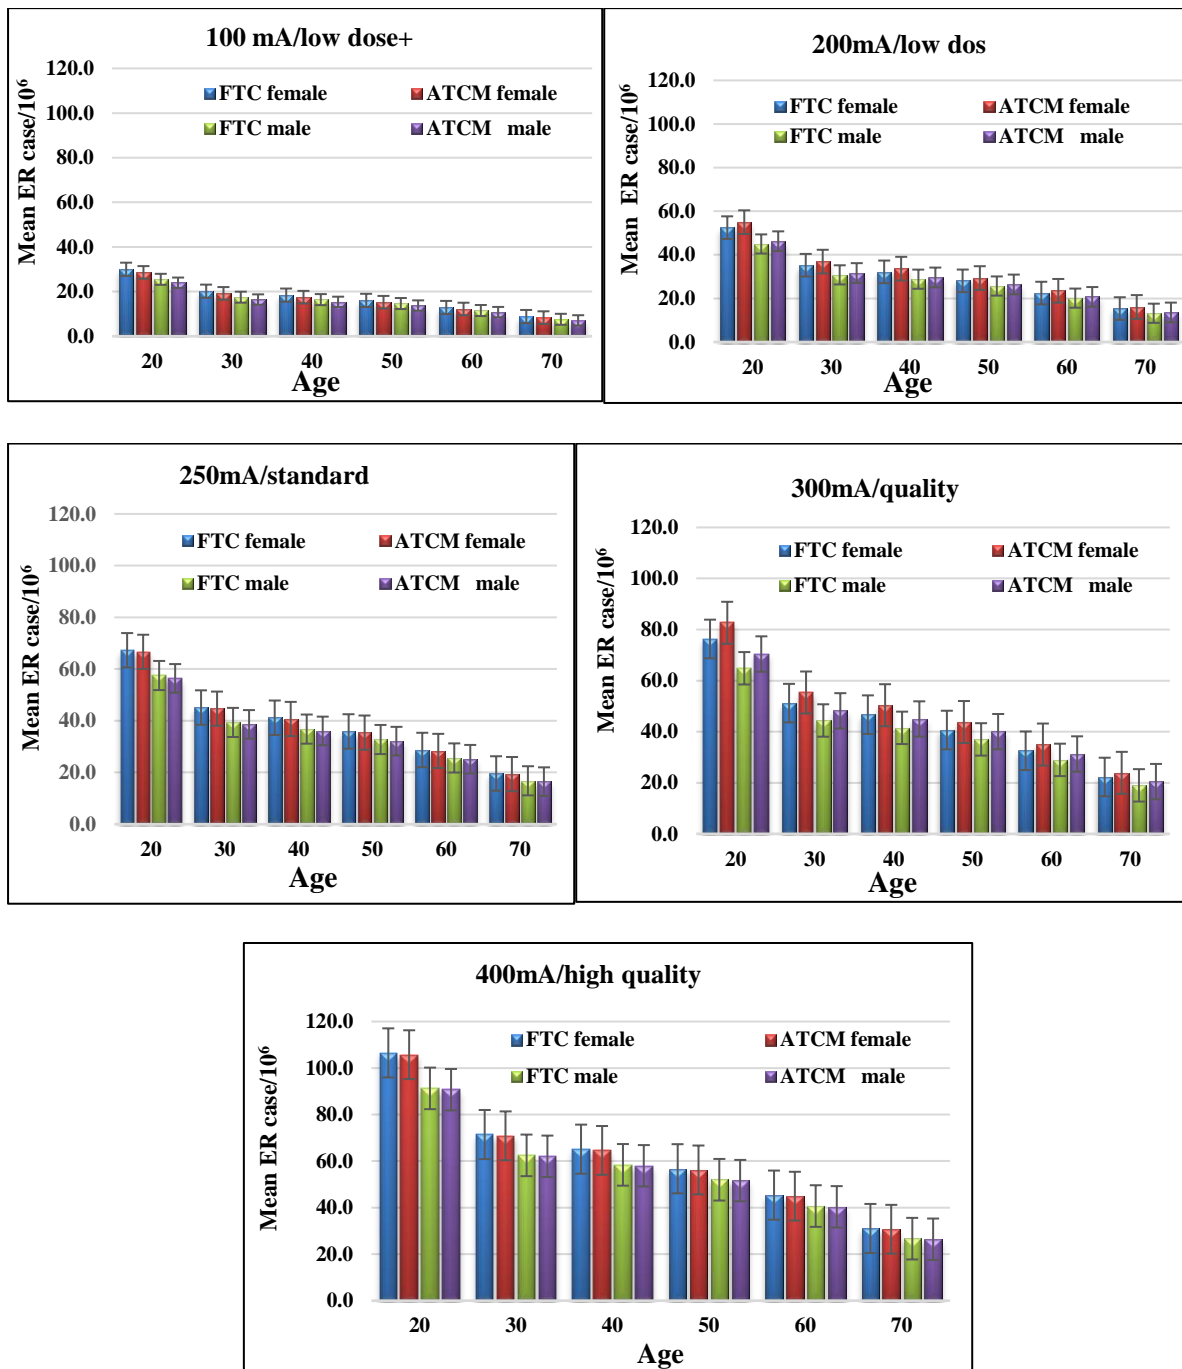 100 mA/low dose+
Mean ER case/10⁶
120.0
100.0
80.0
60.0
40.0
20.0
0.0
FTC female
ATCM female
FTC male
ATCM male
20 30 40 50 60 70
Age
200mA/low dos
Mean ER case/10⁶
120.0
100.0
80.0
60.0
40.0
20.0
0.0
FTC female
ATCM female
FTC male
ATCM male
20 30 40 50 60 70
Age
250mA/standard
Mean ER case/10⁶
120.0
100.0
80.0
60.0
40.0
20.0
0.0
FTC female
ATCM female
FTC male
ATCM male
20 30 40 50 60 70
Age
300mA/quality
Mean ER case/10⁶
120.0
100.0
80.0
60.0
40.0
20.0
0.0
FTC female
ATCM female
FTC male
ATCM male
20 30 40 50 60 70
Age
400mA/high quality
Mean ER case/10⁶
120.0
100.0
80.0
60.0
40.0
20.0
0.0
FTC female
ATCM female
FTC male
ATCM male
20 30 40 50 60 70
Age